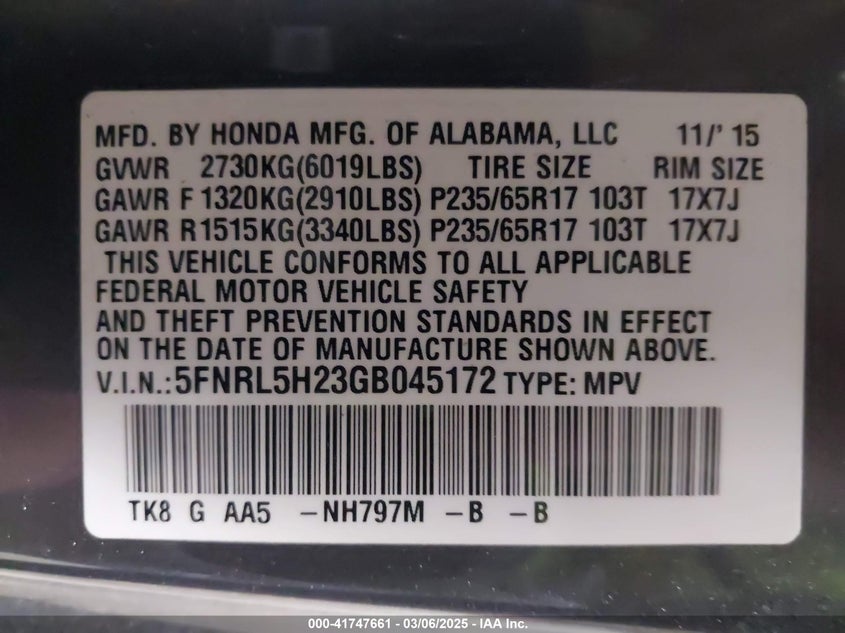 MFD. BY HONDA MFG. OF ALABAMA, LLC 11/' 15
GVWR 2730KG(6019LBS) TIRE SIZE RIM SIZE
GAWR F 1320KG(2910LBS) P235/65R17 103T 17X7J
GAWR R1515KG(3340LBS) P235/65R17 103T 17X7J
THIS VEHICLE CONFORMS TO ALL APPLICABLE
FEDERAL MOTOR VEHICLE SAFETY
AND THEFT PREVENTION STANDARDS IN EFFECT
ON THE DATE OF MANUFACTURE SHOWN ABOVE.
V.I.N.:5FNRL5H23GB045172 TYPE: MPV
TK8 G AA5 -NH797M -B -B
000-41747661 - 03/06/2025 - IAA Inc.